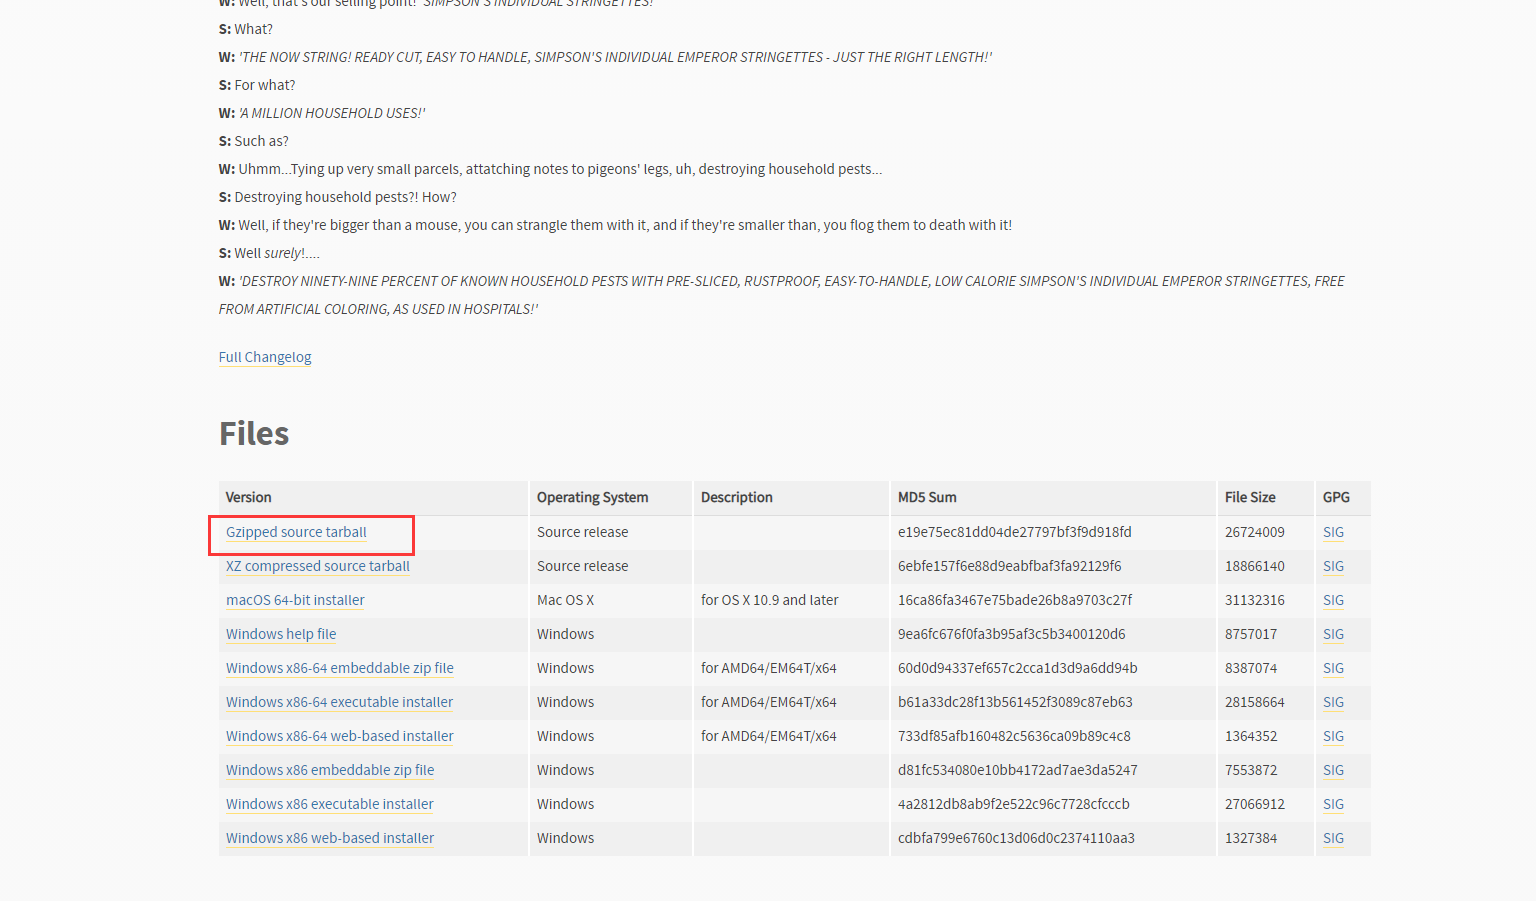 W: Well, that's our selling point! 'SIMPSON'S INDIVIDUAL STRINGETTES!'
S: What?
W: 'THE NOW STRING! READY CUT, EASY TO HANDLE, SIMPSON'S INDIVIDUAL EMPEROR STRINGETTES - JUST THE RIGHT LENGTH!'
S: For what?
W: 'A MILLION HOUSEHOLD USES!'
S: Such as?
W: Uhmm...Tying up very small parcels, attatching notes to pigeons' legs, uh, destroying household pests...
S: Destroying household pests?! How?
W: Well, if they're bigger than a mouse, you can strangle them with it, and if they're smaller than, you flog them to death with it!
S: Well surely!....
W: 'DESTROY NINETY-NINE PERCENT OF KNOWN HOUSEHOLD PESTS WITH PRE-SLICED, RUSTPROOF, EASY-TO-HANDLE, LOW CALORIE SIMPSON'S INDIVIDUAL EMPEROR STRINGETTES, FREE
FROM ARTIFICIAL COLORING, AS USED IN HOSPITALS!'
Full Changelog
Files
Version Operating System Description MD5 Sum File Size GPG
Gzipped source tarball Source release e19e75ec81dd04de27797bf3f9d918fd 26724009 SIG
XZ compressed source tarball Source release 6ebfe157f6e88d9eabfbaf3fa92129f6 18866140 SIG
macOS 64-bit installer Mac OS X for OS X 10.9 and later 16ca86fa3467e75bade26b8a9703c27f 31132316 SIG
Windows help file Windows 9ea6fc676f0fa3b95af3c5b3400120d6 8757017 SIG
Windows x86-64 embeddable zip file Windows for AMD64/EM64T/x64 60d0d94337ef657c2cca1d3d9a6dd94b 8387074 SIG
Windows x86-64 executable installer Windows for AMD64/EM64T/x64 b61a33dc28f13b561452f3089c87eb63 28158664 SIG
Windows x86-64 web-based installer Windows for AMD64/EM64T/x64 733df85afb160482c5636ca09b89c4c8 1364352 SIG
Windows x86 embeddable zip file Windows d81fc534080e10bb4172ad7ae3da5247 7553872 SIG
Windows x86 executable installer Windows 4a2812db8ab9f2e522c96c7728cfcccb 27066912 SIG
Windows x86 web-based installer Windows cdbfa799e6760c13d06d0c2374110aa3 1327384 SIG